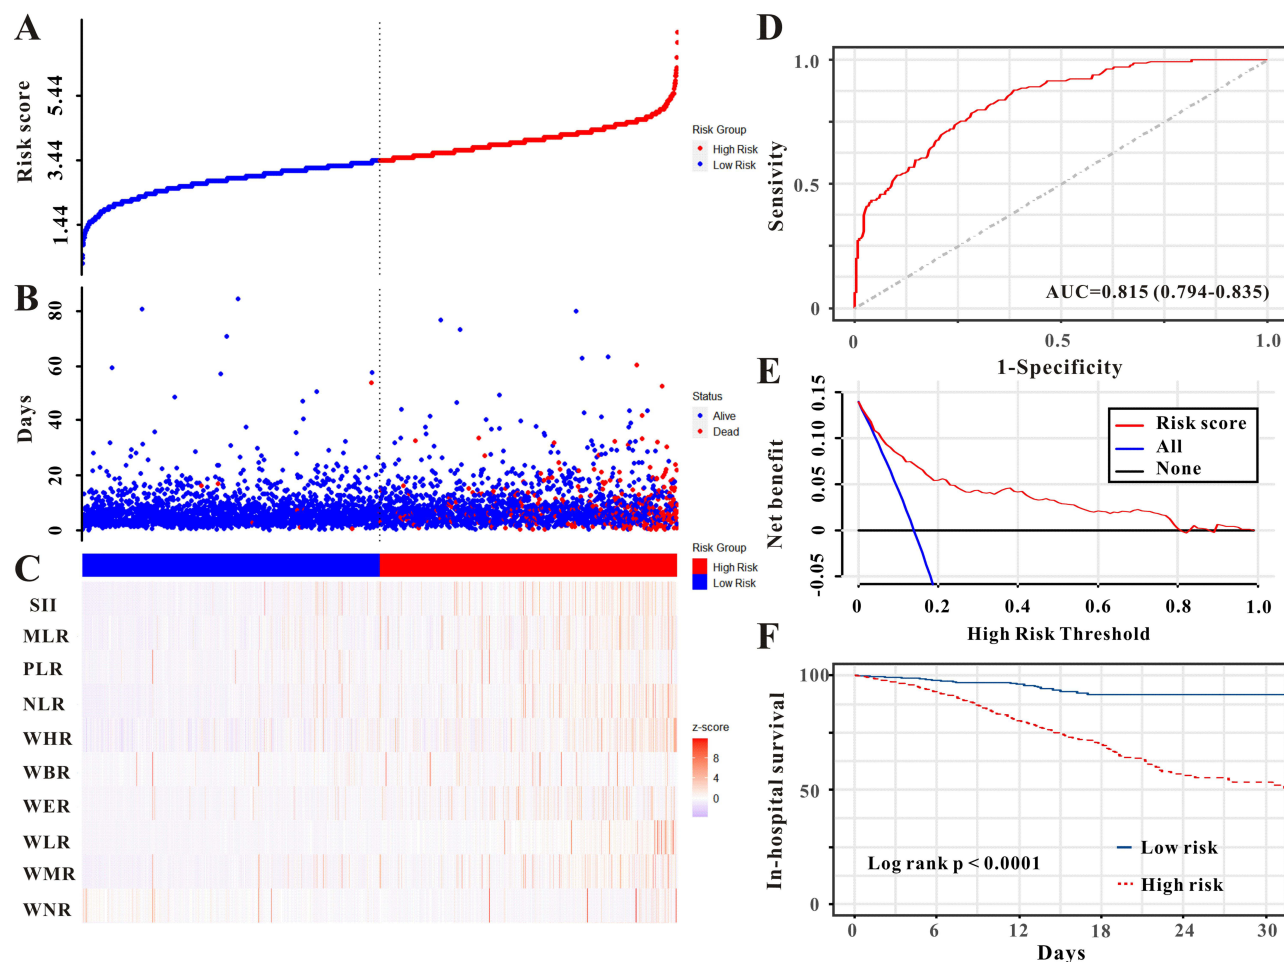 A
Risk score
5.44
3.44
1.44
Risk Group
High Risk
Low Risk
B
Days
80
60
40
20
0
Status
Alive
Dead
C
Risk Group
High Risk
Low Risk
SII
MLR
PLR
NLR
WHR
WBR
WER
WLR
WMR
WNR
z-score
8
4
0
D
Sensivity
1.0
0.5
0
AUC=0.815 (0.794-0.835)
0 0.5 1.0
1-Specificity
E
Net benefit
0.15
0.10
0.05
0
-0.05
Risk score
All
None
0 0.2 0.4 0.6 0.8 1.0
High Risk Threshold
F
In-hospital survival
100
50
0
Log rank p < 0.0001
Low risk
High risk
0 6 12 18 24 30
Days